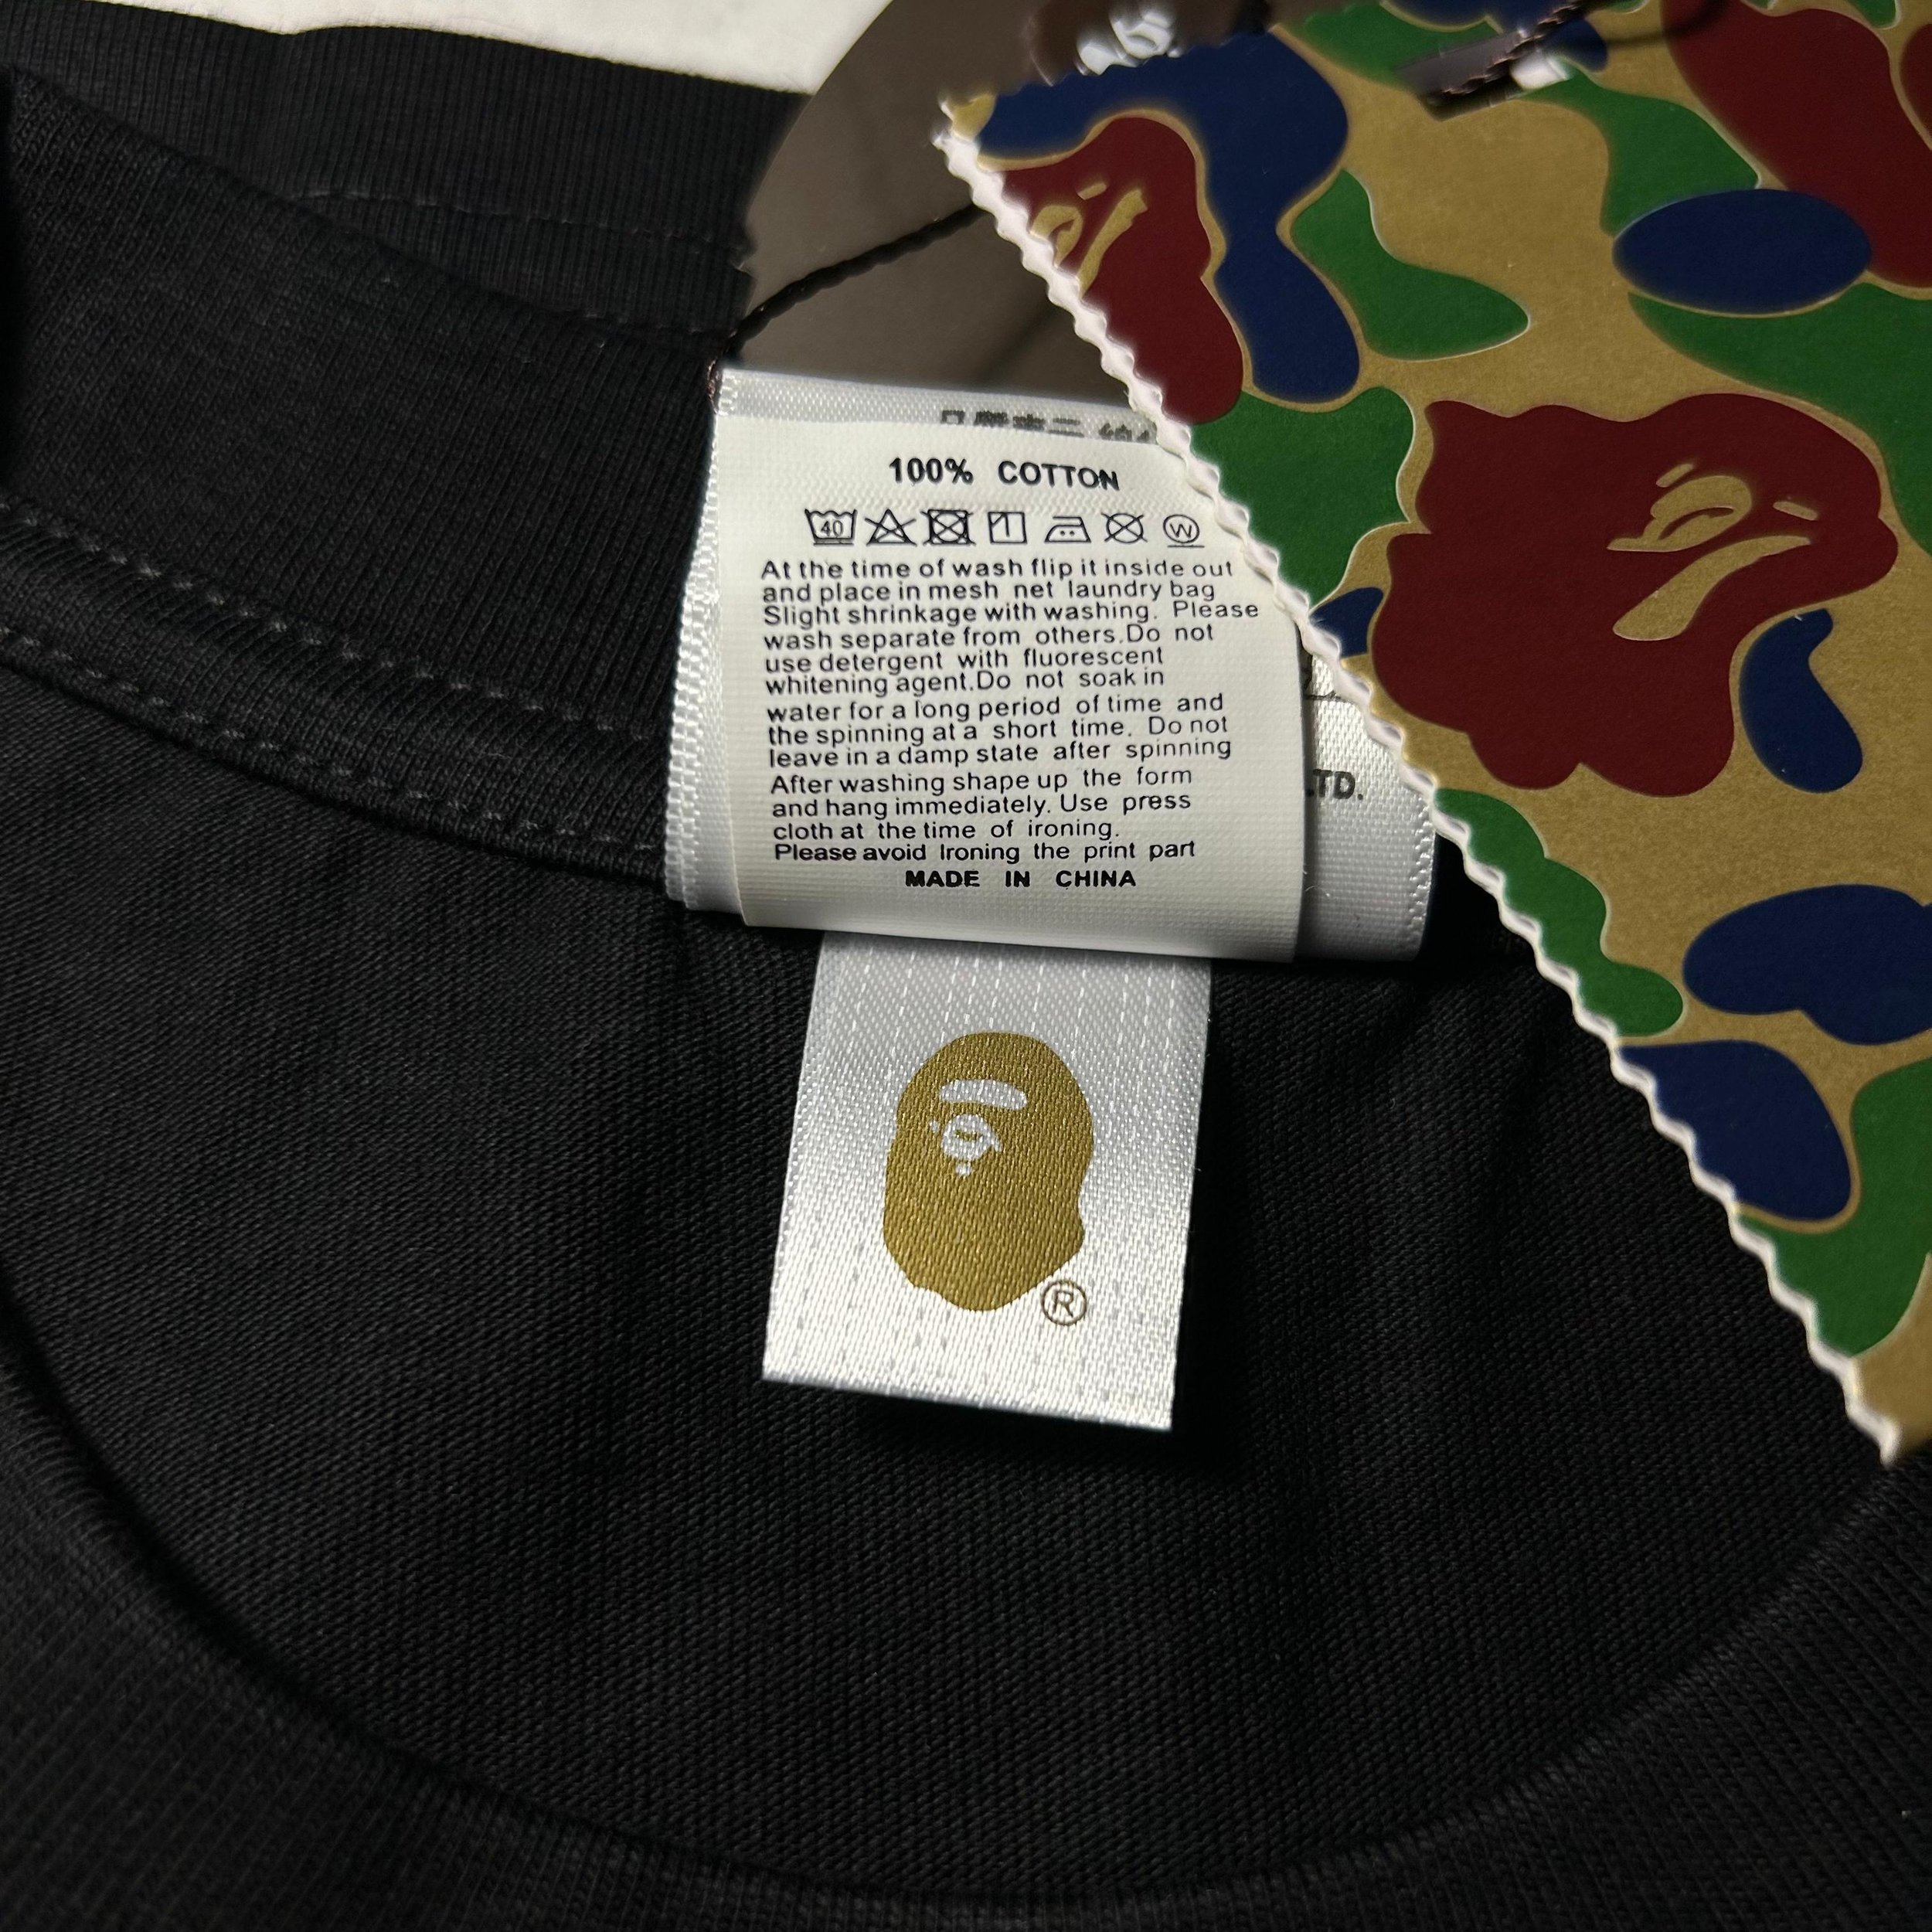 100% COTTON
40
W
At the time of wash flip it inside out
and place in mesh net laundry bag
Slight shrinkage with washing. Please
wash separate from others.Do not
use detergent with fluorescent
whitening agent.Do not soak in
water for a long period of time and
the spinning at a short time. Do not
leave in a damp state after spinning
After washing shape up the form
and hang immediately. Use press
cloth at the time of ironing.
Please avoid Ironing the print part
MADE IN CHINA
LTD.
®